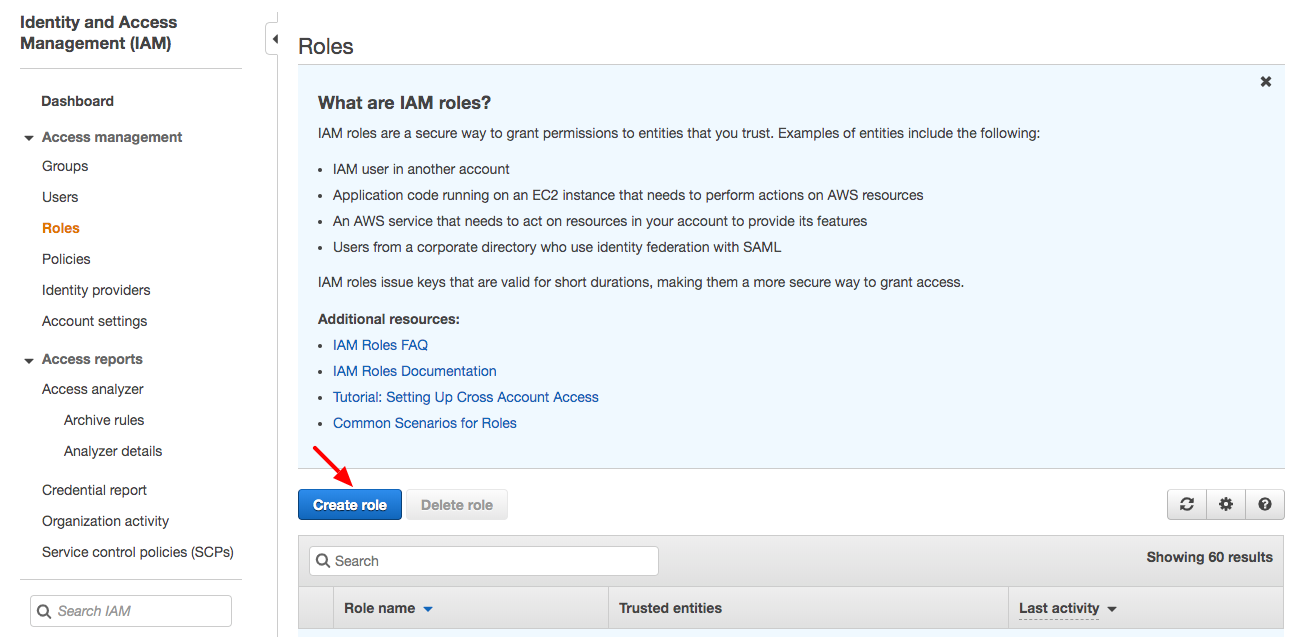 Identity and Access
Management (IAM)
Dashboard
Access management
Groups
Users
Roles
Policies
Identity providers
Account settings
Access reports
Access analyzer
Archive rules
Analyzer details
Credential report
Organization activity
Service control policies (SCPs)
Search IAM
Roles
What are IAM roles?
IAM roles are a secure way to grant permissions to entities that you trust. Examples of entities include the following:
IAM user in another account
Application code running on an EC2 instance that needs to perform actions on AWS resources
An AWS service that needs to act on resources in your account to provide its features
Users from a corporate directory who use identity federation with SAML
IAM roles issue keys that are valid for short durations, making them a more secure way to grant access.
Additional resources:
IAM Roles FAQ
IAM Roles Documentation
Tutorial: Setting Up Cross Account Access
Common Scenarios for Roles
Create role Delete role
Search Showing 60 results
Role name Trusted entities Last activity